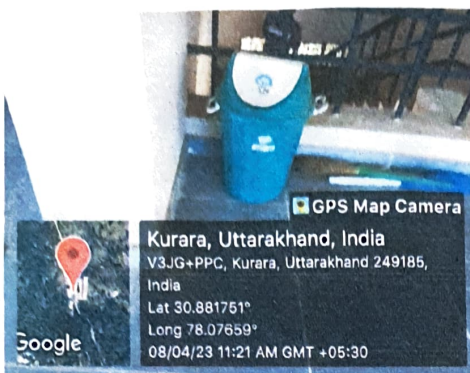 GPS Map Camera
Kurara, Uttarakhand, India
V3JG+PPC, Kurara, Uttarakhand 249185,
India
Lat 30.881751°
Long 78.07659°
08/04/23 11:21 AM GMT +05:30
Google